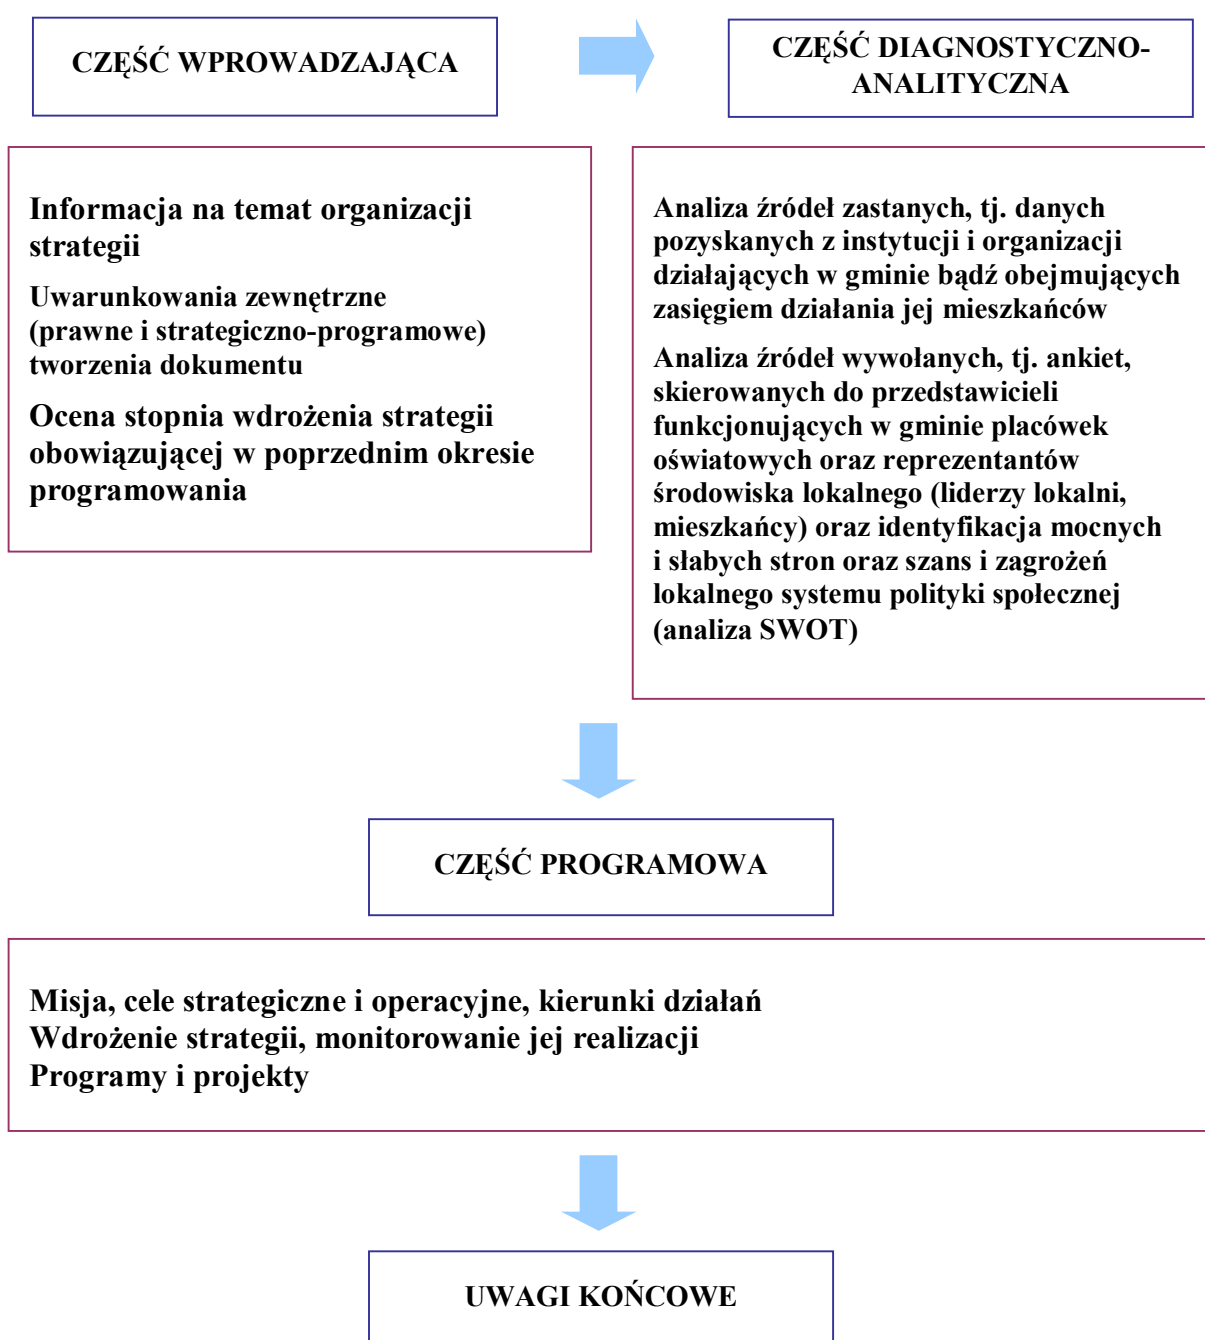 CZĘŚĆ WPROWADZAJĄCA
CZĘŚĆ DIAGNOSTYCZNO-
ANALITYCZNA
Informacja na temat organizacji
strategii
Uwarunkowania zewnętrzne
(prawne i strategiczno-programowe)
tworzenia dokumentu
Ocena stopnia wdrożenia strategii
obowiązującej w poprzednim okresie
programowania
Analiza źródeł zastanych, tj. danych
pozyskanych z instytucji i organizacji
działających w gminie bądź obejmujących
zasięgiem działania jej mieszkańców
Analiza źródeł wywołanych, tj. ankiet,
skierowanych do przedstawicieli
funkcjonujących w gminie placówek
oświatowych oraz reprezentantów
środowiska lokalnego (liderzy lokalni,
mieszkańcy) oraz identyfikacja mocnych
i słabych stron oraz szans i zagrożeń
lokalnego systemu polityki społecznej
(analiza SWOT)
CZĘŚĆ PROGRAMOWA
Misja, cele strategiczne i operacyjne, kierunki działań
Wdrożenie strategii, monitorowanie jej realizacji
Programy i projekty
UWAGI KOŃCOWE